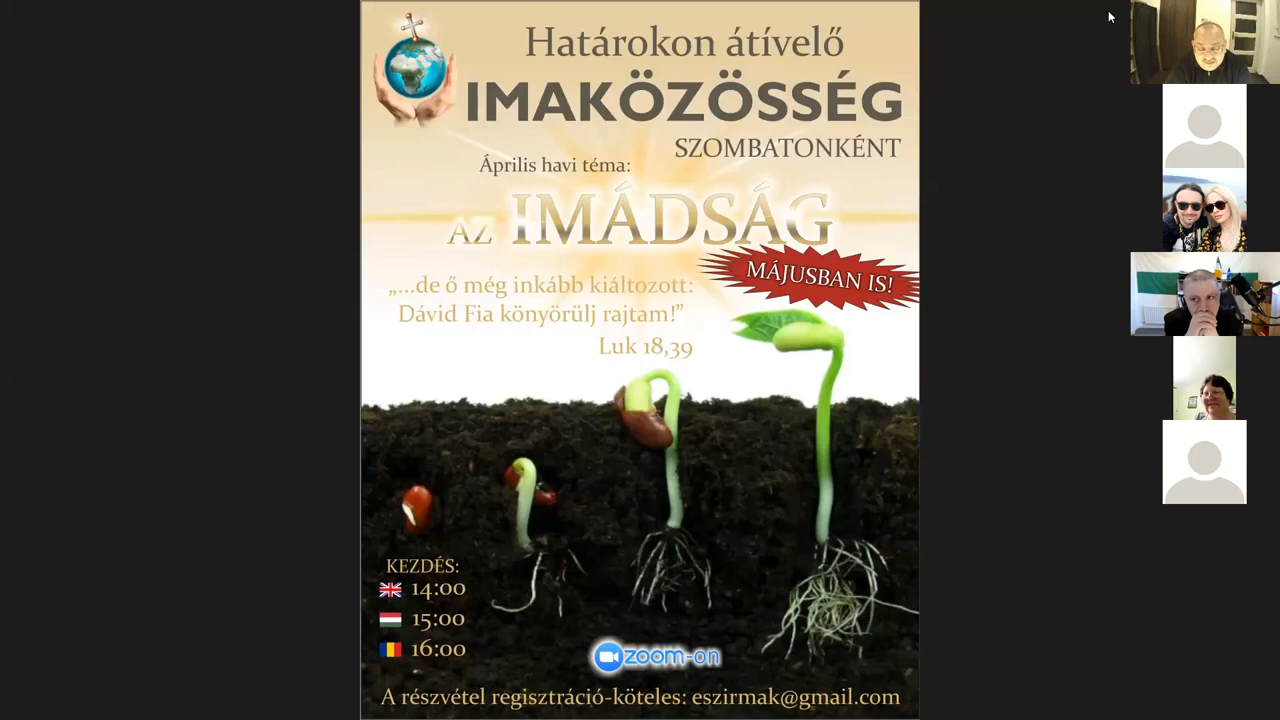 Határokon átívelő
IMAKÖZÖSSÉG
SZOMBATONKÉNT
Április havi téma:
AZ IMÁDSÁG
MÁJUSBAN IS!
„...de ő még inkább kiáltozott:
Dávid Fia könyörülj rajtam!”
Luk 18,39
KEZDÉS:
14:00
15:00
16:00
zoom-on
A részvétel regisztráció-köteles: eszirmak@gmail.com